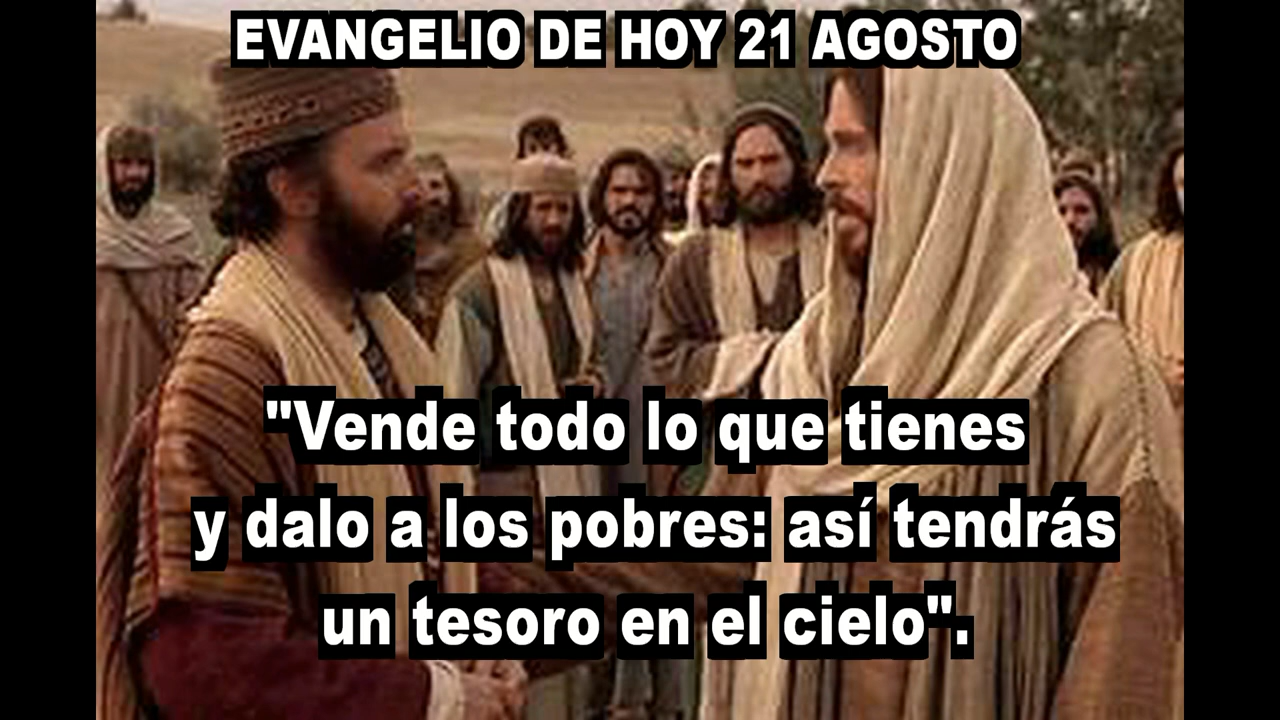 EVANGELIO DE HOY 21 AGOSTO
"Vende todo lo que tienes
y dalo a los pobres: así tendrás
un tesoro en el cielo".